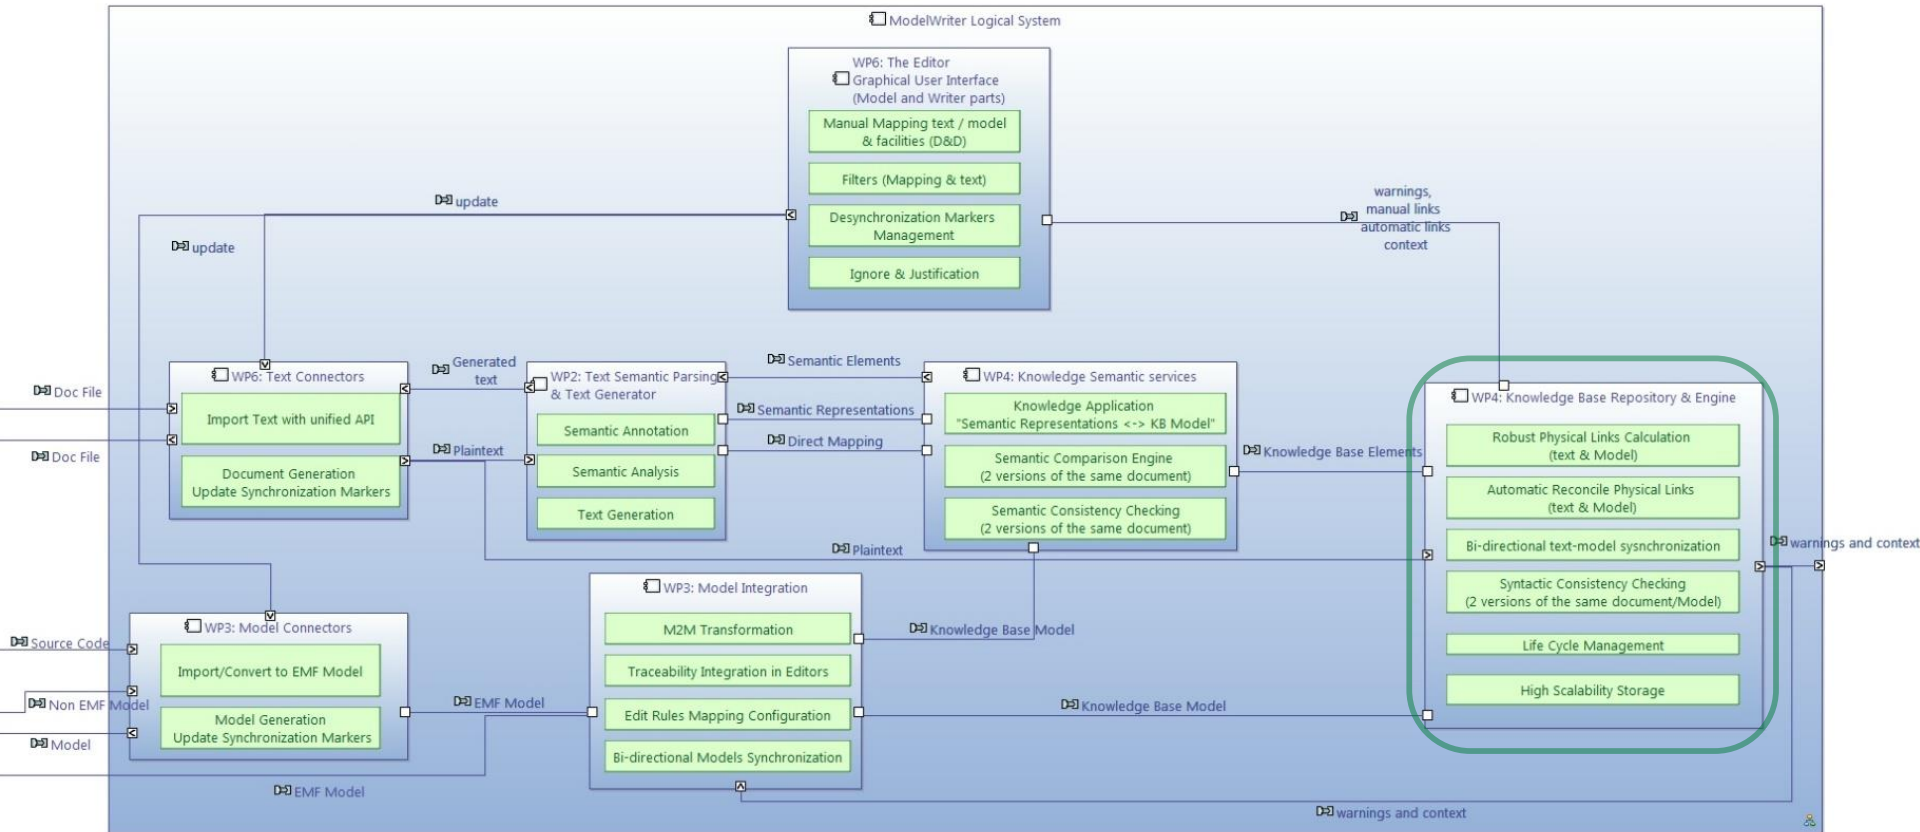 ModelWriter Logical System
WP6: The Editor
Graphical User Interface
(Model and Writer parts)
Manual Mapping text / model
& facilities (D&D)
Filters (Mapping & text)
Desynchronization Markers
Management
Ignore & Justification
update
update
warnings,
manual links
automatic links
context
Doc File
Doc File
WP6: Text Connectors
Import Text with unified API
Document Generation
Update Synchronization Markers
Generated
text
Plaintext
WP2: Text Semantic Parsing
& Text Generator
Semantic Annotation
Semantic Analysis
Text Generation
Semantic Elements
Semantic Representations
Direct Mapping
WP4: Knowledge Semantic services
Knowledge Application
"Semantic Representations <-> KB Model"
Semantic Comparison Engine
(2 versions of the same document)
Semantic Consistency Checking
(2 versions of the same document)
Knowledge Base Elements
WP4: Knowledge Base Repository & Engine
Robust Physical Links Calculation
(text & Model)
Automatic Reconcile Physical Links
(text & Model)
Bi-directional text-model sysnchronization
Syntactic Consistency Checking
(2 versions of the same document/Model)
Life Cycle Management
High Scalability Storage
warnings and context
Plaintext
Source Code
Non EMF Model
Model
WP3: Model Connectors
Import/Convert to EMF Model
Model Generation
Update Synchronization Markers
EMF Model
EMF Model
WP3: Model Integration
M2M Transformation
Traceability Integration in Editors
Edit Rules Mapping Configuration
Bi-directional Models Synchronization
Knowledge Base Model
Knowledge Base Model
warnings and context